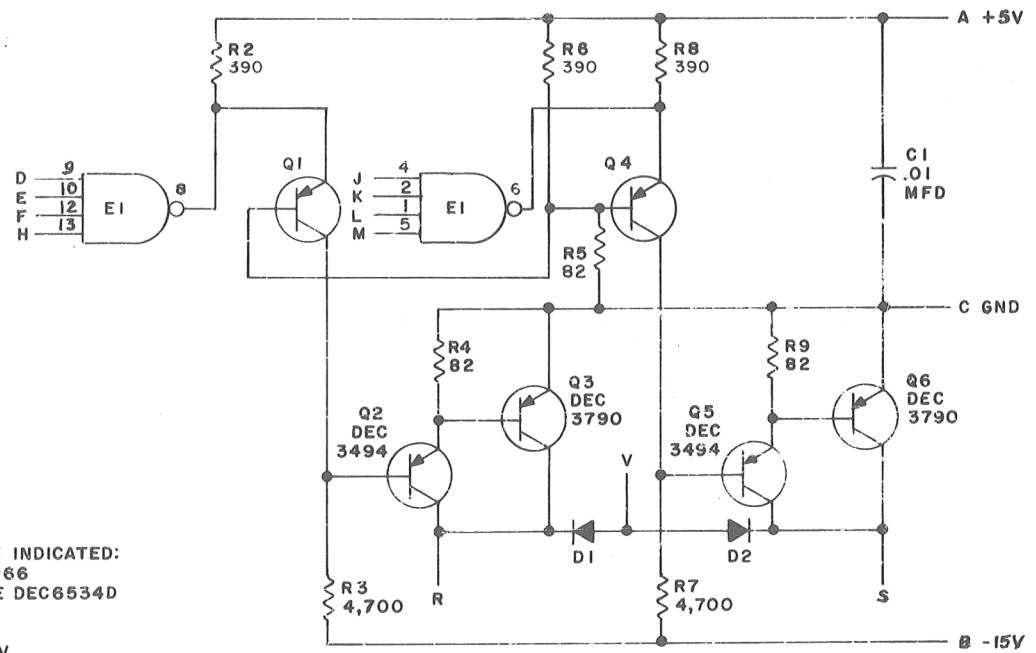 A +5V
R2
390
R6
390
R8
390
Q1
Q4
C1
.01
MFD
D
9
E
10
F
12
H
13
E1
8
J
4
K
2
L
1
M
5
E1
6
R5
82
C GND
R4
82
R9
82
Q3
DEC
3790
Q6
DEC
3790
Q2
DEC
3494
Q5
DEC
3494
V
D1
D2
INDICATED:
66
DEC6534D
R3
4,700
R
R7
4,700
S
B -15V